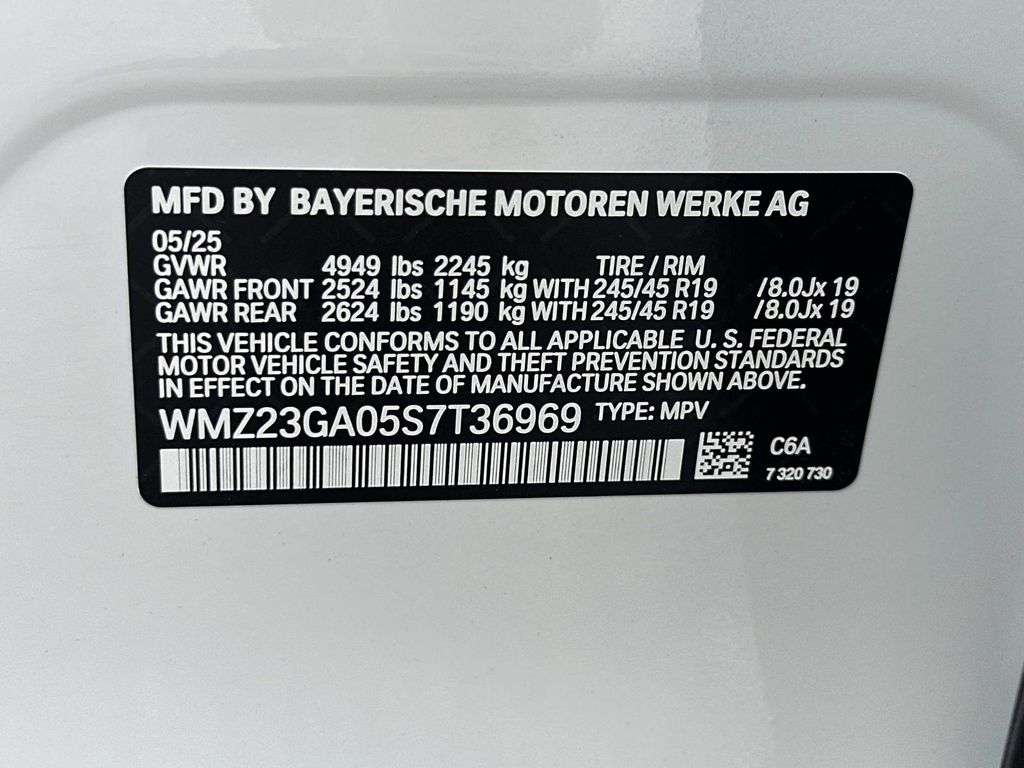 MFD BY BAYERISCHE MOTOREN WERKE AG
05/25
GVWR 4949 lbs 2245 kg TIRE / RIM
GAWR FRONT 2524 lbs 1145 kg WITH 245/45 R19 /8.0Jx 19
GAWR REAR 2624 lbs 1190 kg WITH 245/45 R19 /8.0Jx 19
THIS VEHICLE CONFORMS TO ALL APPLICABLE U. S. FEDERAL
MOTOR VEHICLE SAFETY AND THEFT PREVENTION STANDARDS
IN EFFECT ON THE DATE OF MANUFACTURE SHOWN ABOVE.
WMZ23GA05S7T36969 TYPE: MPV
C6A
7 320 730